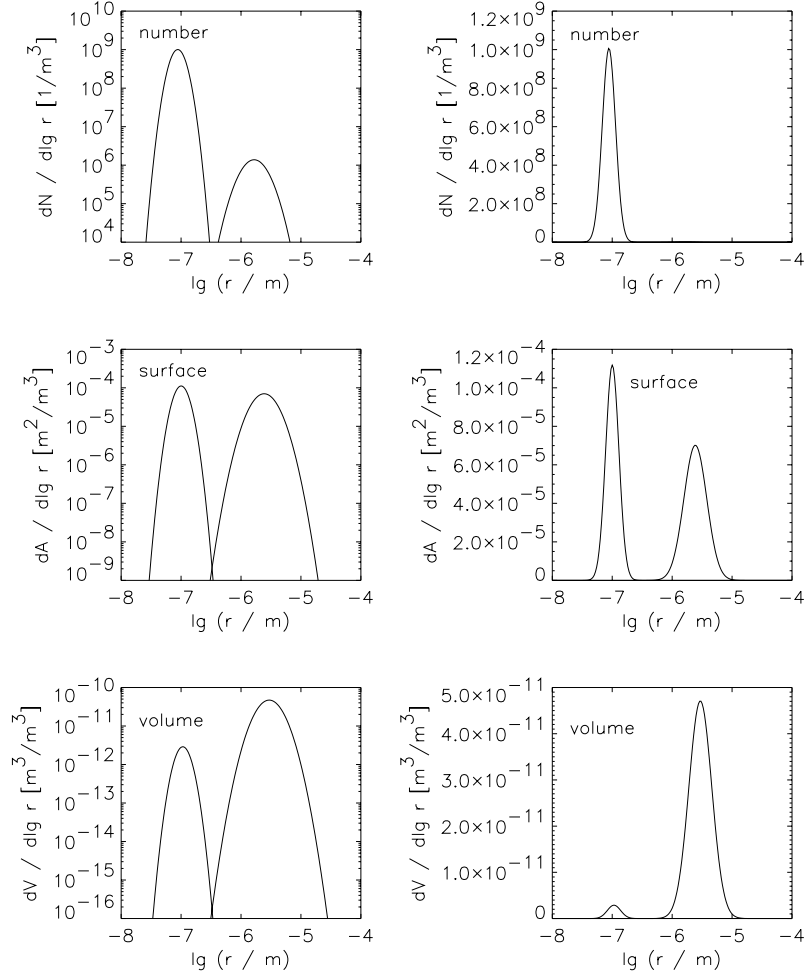 number
10^10
10^9
10^8
10^7
10^6
10^5
10^4
dN / dlg r [1/m^3]
−8 −7 −6 −5 −4
lg (r / m)
number
1.2×10^9
1.0×10^9
8.0×10^8
6.0×10^8
4.0×10^8
2.0×10^8
0
dN / dlg r [1/m^3]
−8 −7 −6 −5 −4
lg (r / m)
surface
10^−3
10^−4
10^−5
10^−6
10^−7
10^−8
10^−9
dA / dlg r [m^2/m^3]
−8 −7 −6 −5 −4
lg (r / m)
surface
1.2×10^−4
1.0×10^−4
8.0×10^−5
6.0×10^−5
4.0×10^−5
2.0×10^−5
0
dA / dlg r [m^2/m^3]
−8 −7 −6 −5 −4
lg (r / m)
volume
10^−10
10^−11
10^−12
10^−13
10^−14
10^−15
10^−16
dV / dlg r [m^3/m^3]
−8 −7 −6 −5 −4
lg (r / m)
volume
5.0×10^−11
4.0×10^−11
3.0×10^−11
2.0×10^−11
1.0×10^−11
0
dV / dlg r [m^3/m^3]
−8 −7 −6 −5 −4
lg (r / m)